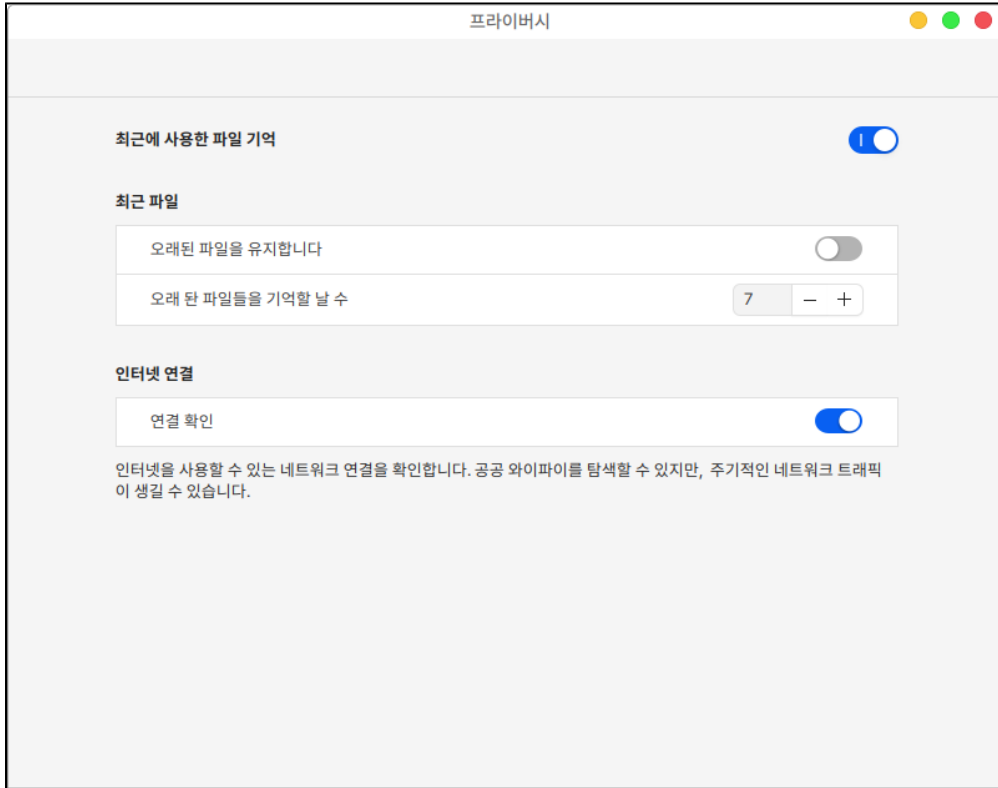 프라이버시
최근에 사용한 파일 기억
최근 파일
오래된 파일을 유지합니다
오래 돤 파일들을 기억할 날 수
7 − +
인터넷 연결
연결 확인
인터넷을 사용할 수 있는 네트워크 연결을 확인합니다. 공공 와이파이를 탐색할 수 있지만, 주기적인 네트워크 트래픽
이 생길 수 있습니다.